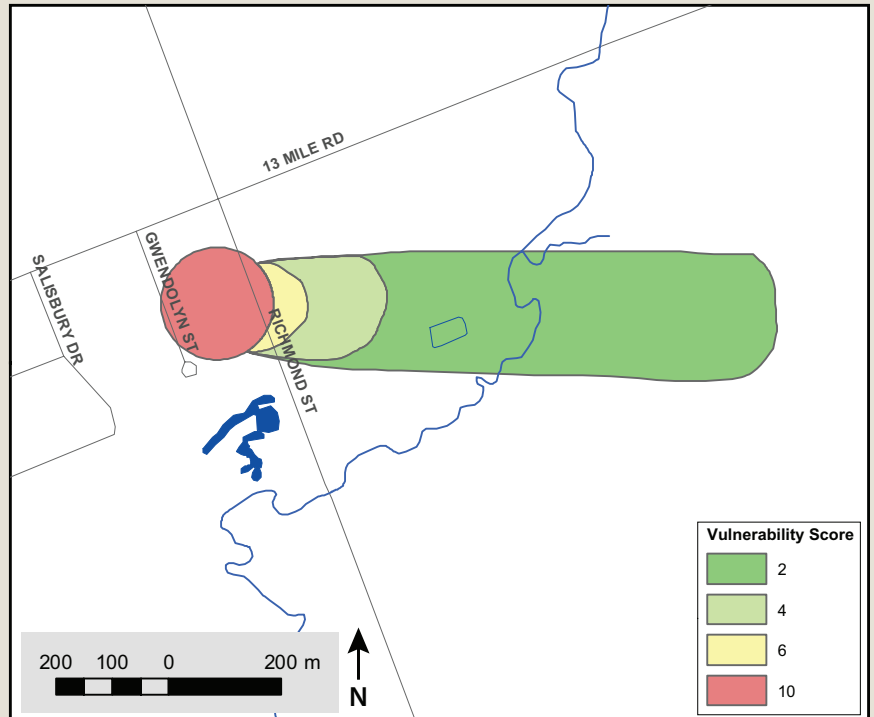 13 MILE RD
GWENDOLYN ST
SALISBURY DR
RICHMOND ST
Vulnerability Score
2
4
6
10
200 100 0 200 m
N